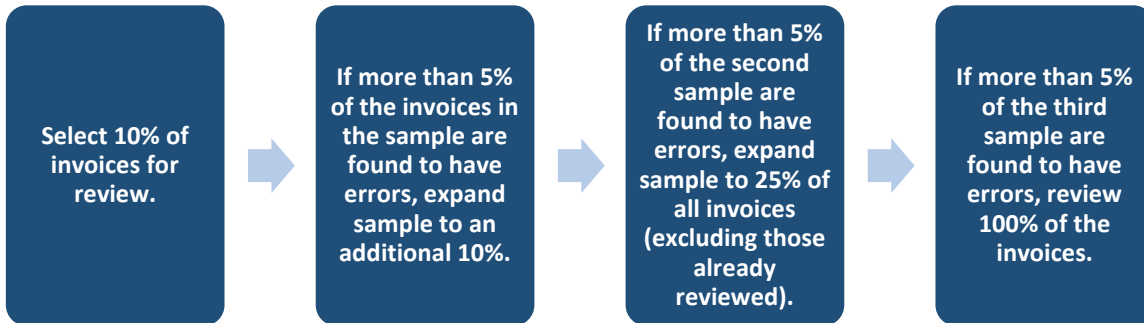 Select 10% of
invoices for
review.
If more than 5%
of the invoices in
the sample are
found to have
errors, expand
sample to an
additional 10%.
If more than 5%
of the second
sample are
found to have
errors, expand
sample to 25% of
all invoices
(excluding those
already
reviewed).
If more than 5%
of the third
sample are
found to have
errors, review
100% of the
invoices.